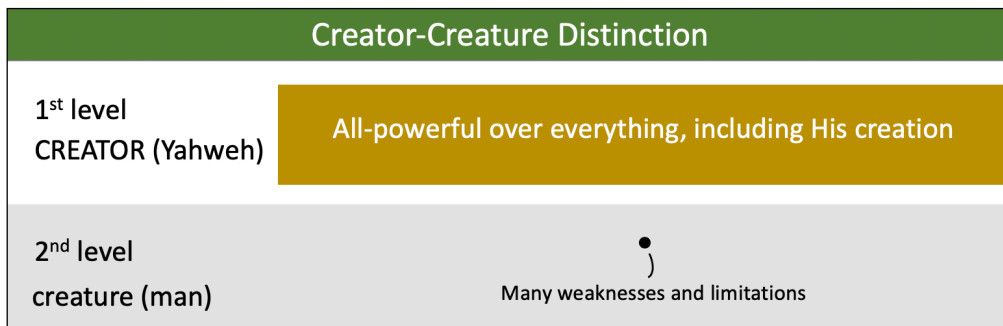 Creator-Creature Distinction
1st level
CREATOR (Yahweh)
All-powerful over everything, including His creation
2nd level
creature (man)
Many weaknesses and limitations